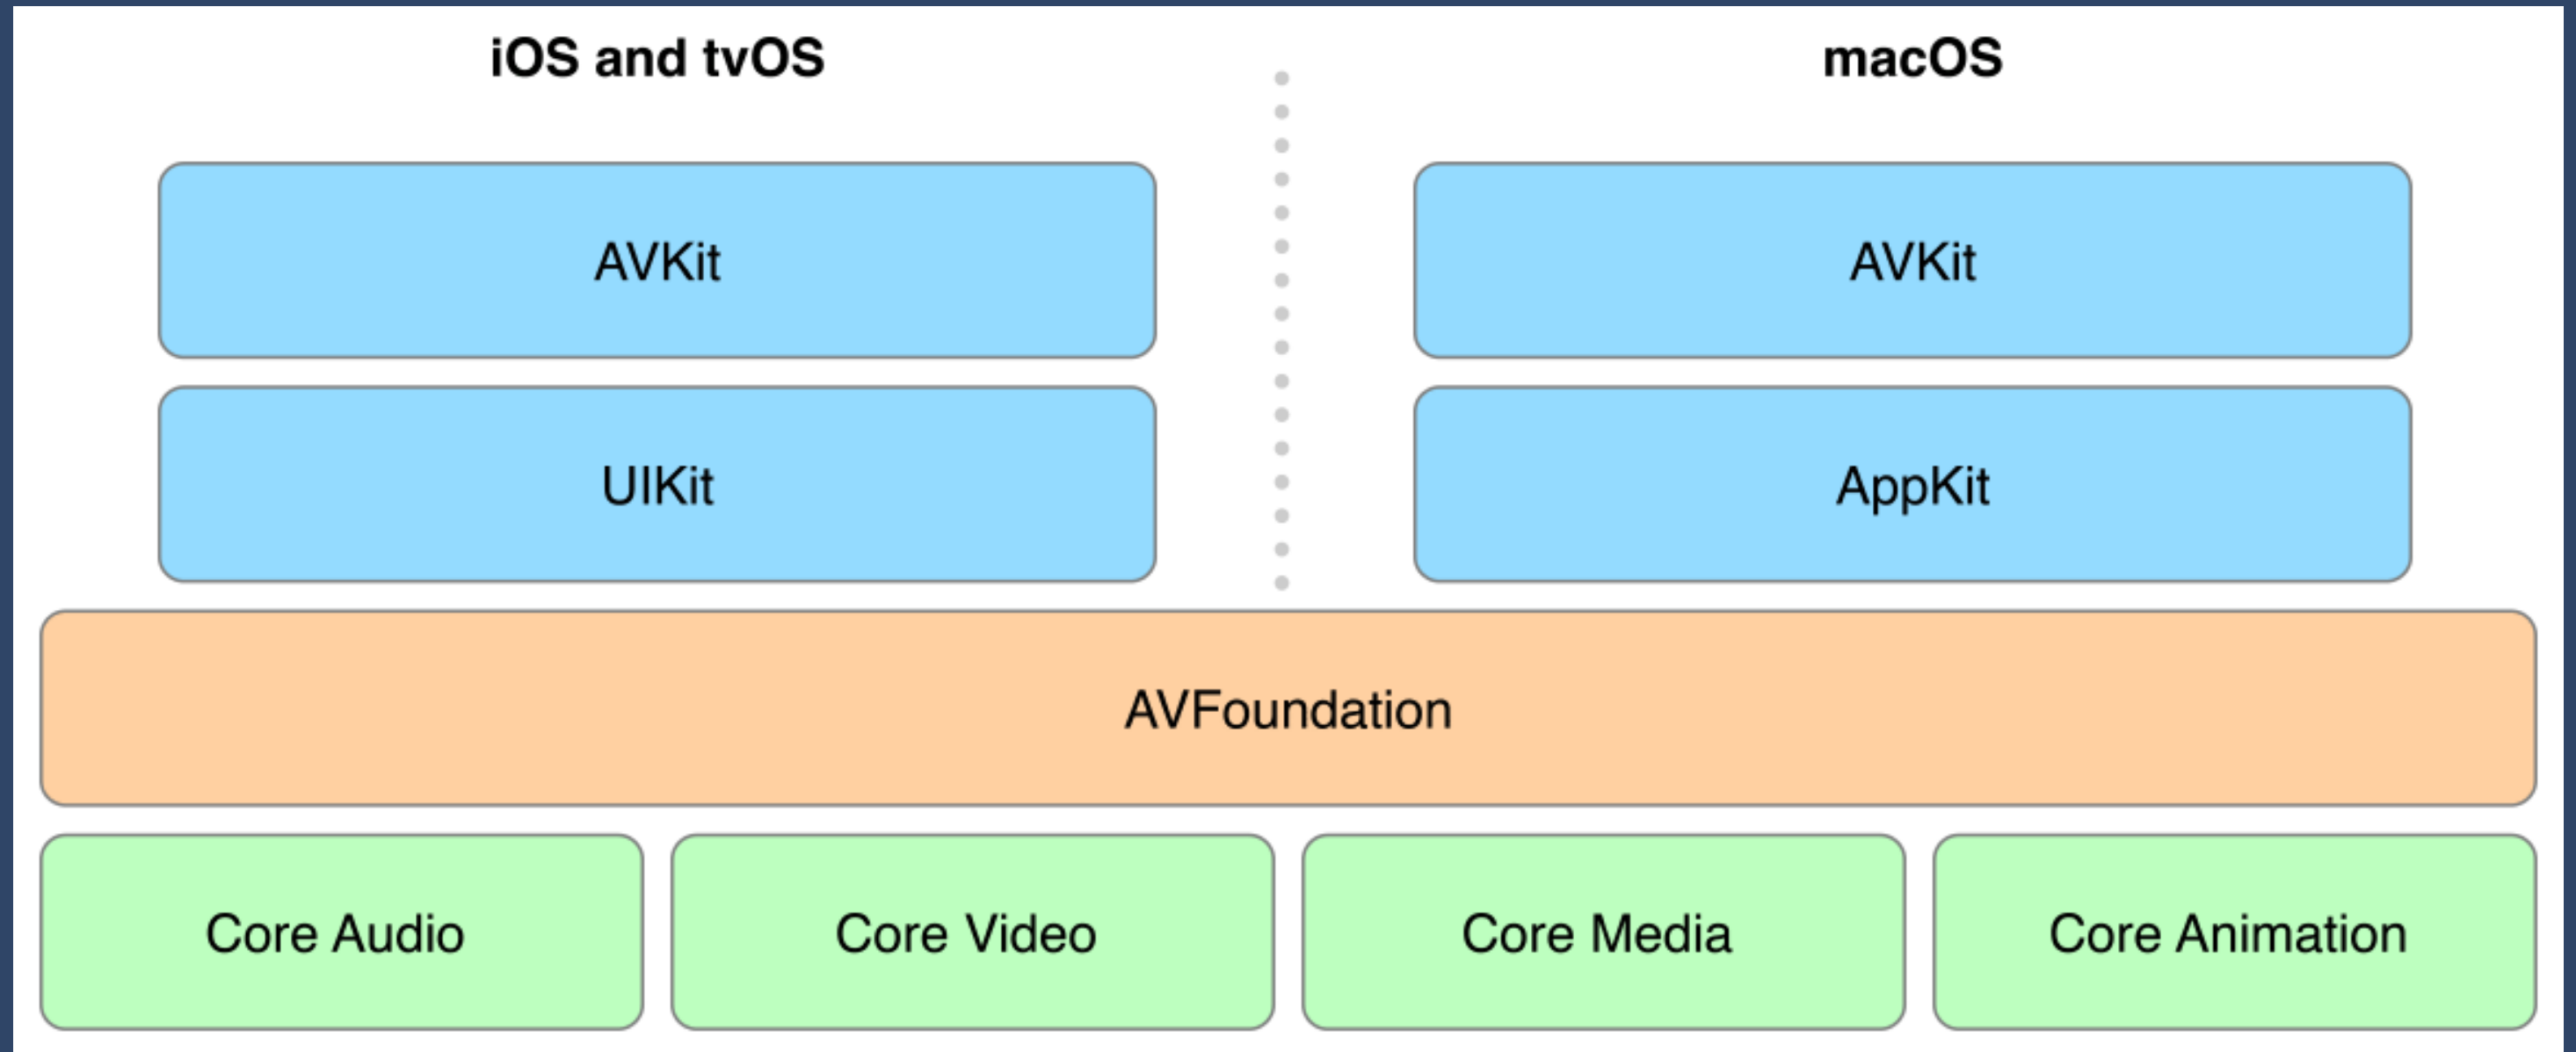 iOS and tvOS
macOS
AVKit
AVKit
UIKit
AppKit
AVFoundation
Core Audio
Core Video
Core Media
Core Animation